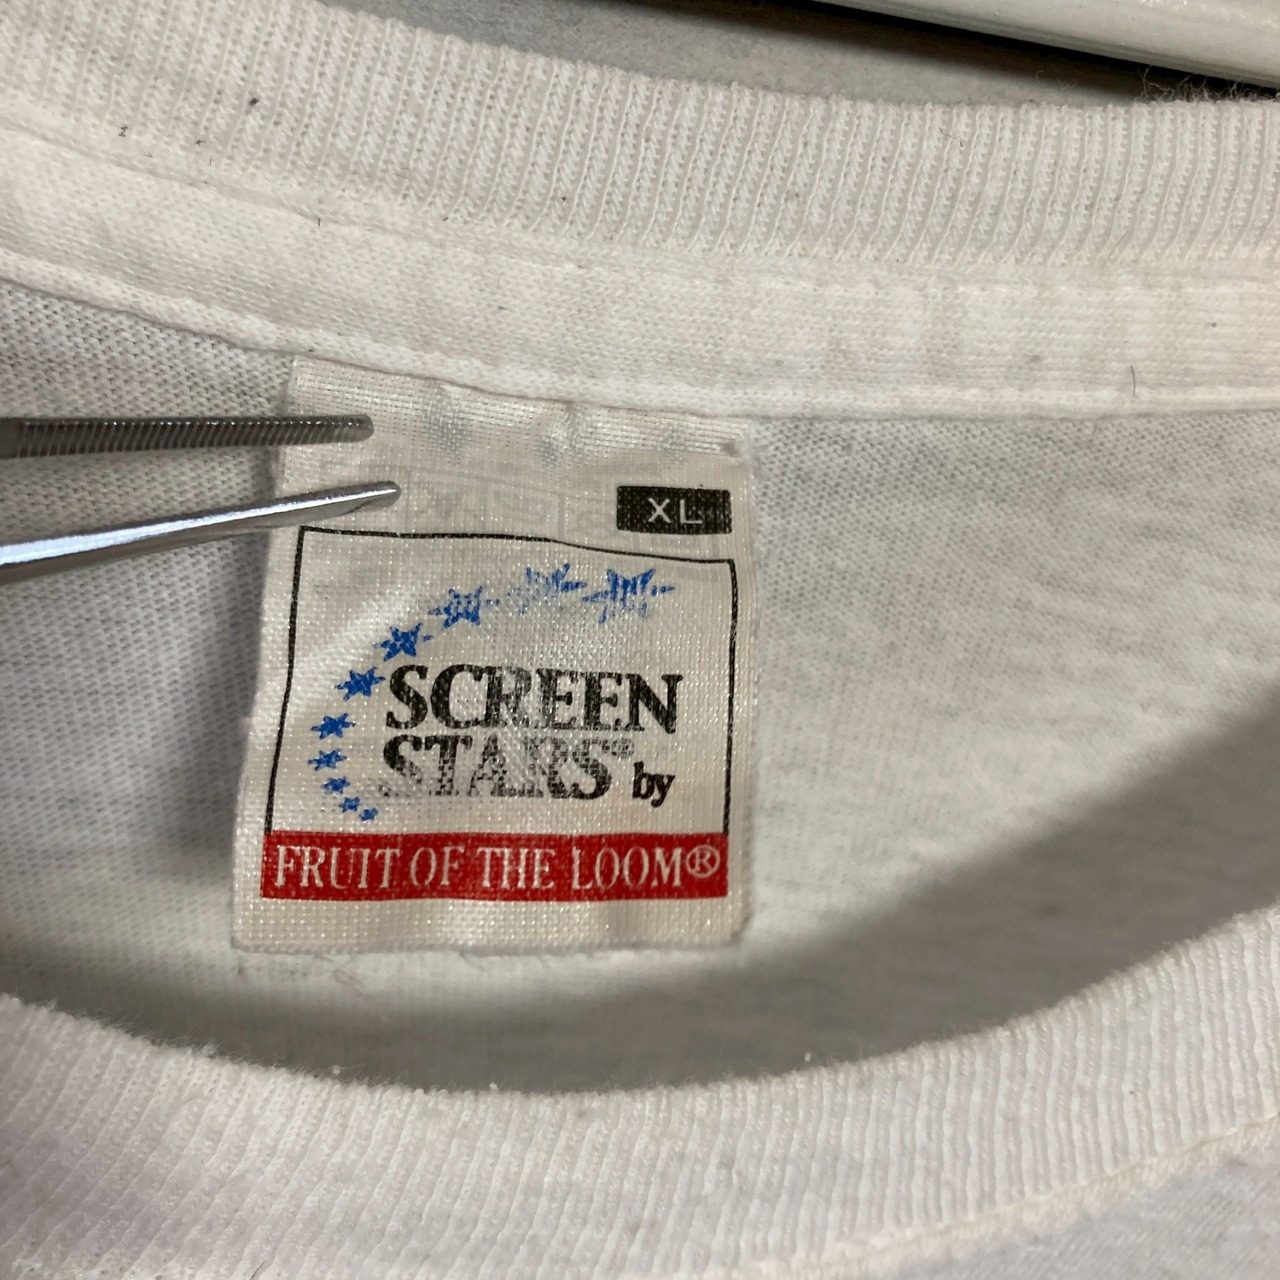 XL
SCREEN
STARS® by
FRUIT OF THE LOOM®